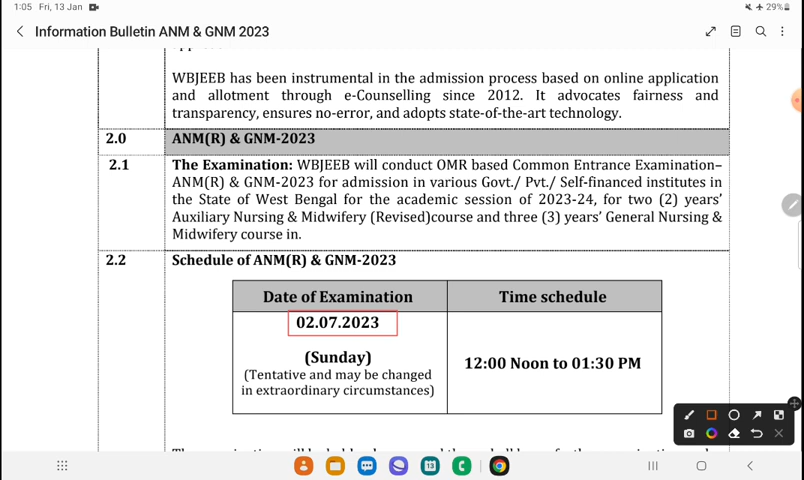 1:05 Fri, 13 Jan
29%
Information Bulletin ANM & GNM 2023
WBJEEB has been instrumental in the admission process based on online application
and allotment through e-Counselling since 2012. It advocates fairness and
transparency, ensures no-error, and adopts state-of-the-art technology.
2.0 ANM(R) & GNM-2023
2.1 The Examination: WBJEEB will conduct OMR based Common Entrance Examination–
ANM(R) & GNM-2023 for admission in various Govt./ Pvt./ Self-financed institutes in
the State of West Bengal for the academic session of 2023-24, for two (2) years’
Auxiliary Nursing & Midwifery (Revised)course and three (3) years’ General Nursing &
Midwifery course in.
2.2 Schedule of ANM(R) & GNM-2023
Date of Examination Time schedule
02.07.2023
(Sunday)
(Tentative and may be changed
in extraordinary circumstances)
12:00 Noon to 01:30 PM
13